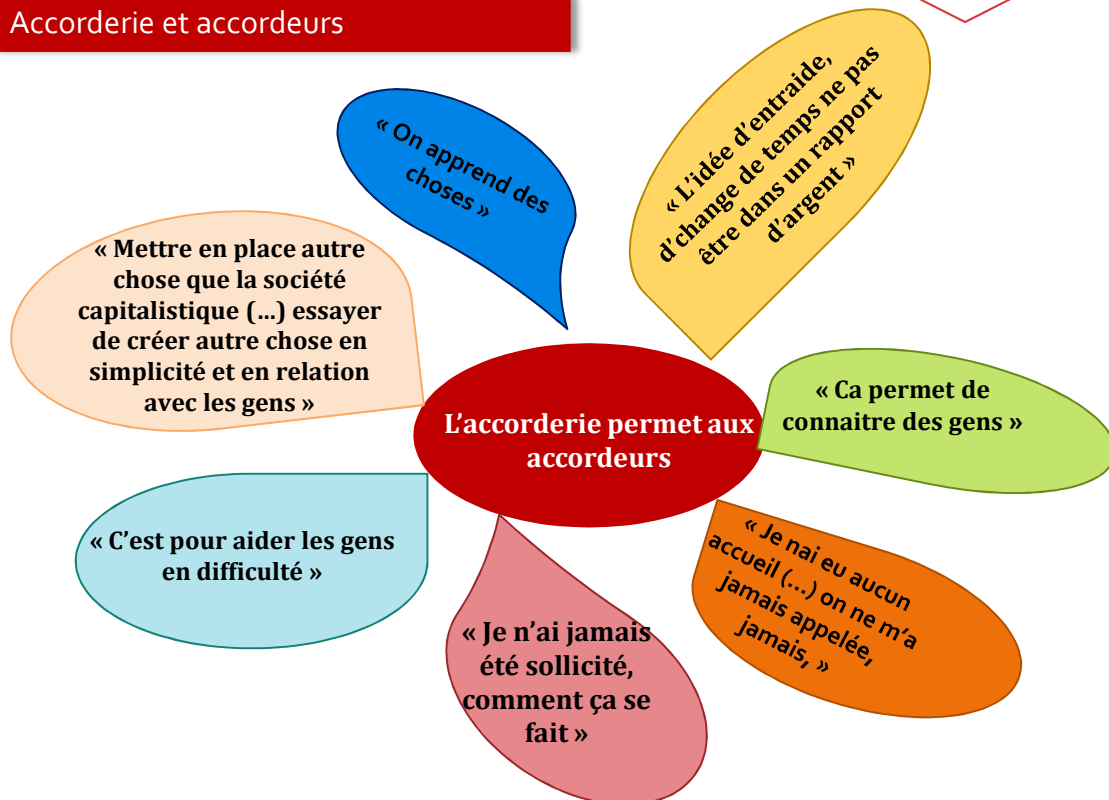 Accorderie et accordeurs
« On apprend des
choses »
« L'idée d'entraide,
d'change de temps ne pas
être dans un rapport
d'argent »
« Mettre en place autre
chose que la société
capitalistique (…) essayer
de créer autre chose en
simplicité et en relation
avec les gens »
L'accorderie permet aux
accordeurs
« Ca permet de
connaitre des gens »
« C'est pour aider les gens
en difficulté »
« Je n'ai jamais
été sollicité,
comment ça se
fait »
« Je nai eu aucun
accueil (…) on ne m'a
jamais appelée,
jamais, »